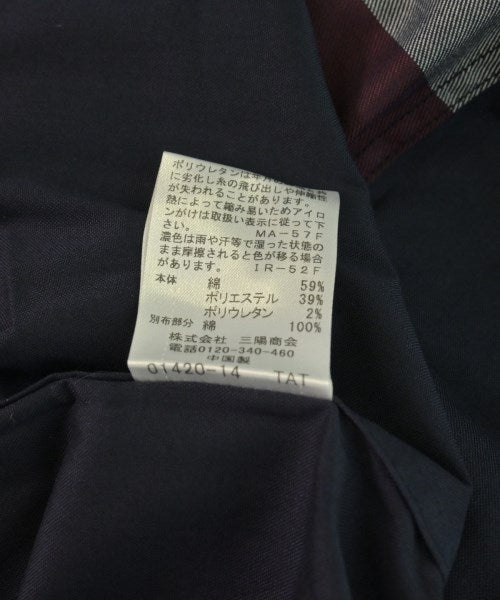 ポリウレタンは年月の
に劣化し糸の飛び出しや伸縮性
が失われることがあります。
熱によって縮み易いためアイロ
ンがけは取扱い表示に従って下
さい。 MA-57F
濃色は雨や汗等で湿った状態の
まま摩擦されると色が移る場合
があります。 IR-52F
本体 綿 59%
ポリエステル 39%
ポリウレタン 2%
別布部分 綿 100%
株式会社 三陽商会
電話0120-340-460
中国製
01420-14 TAT